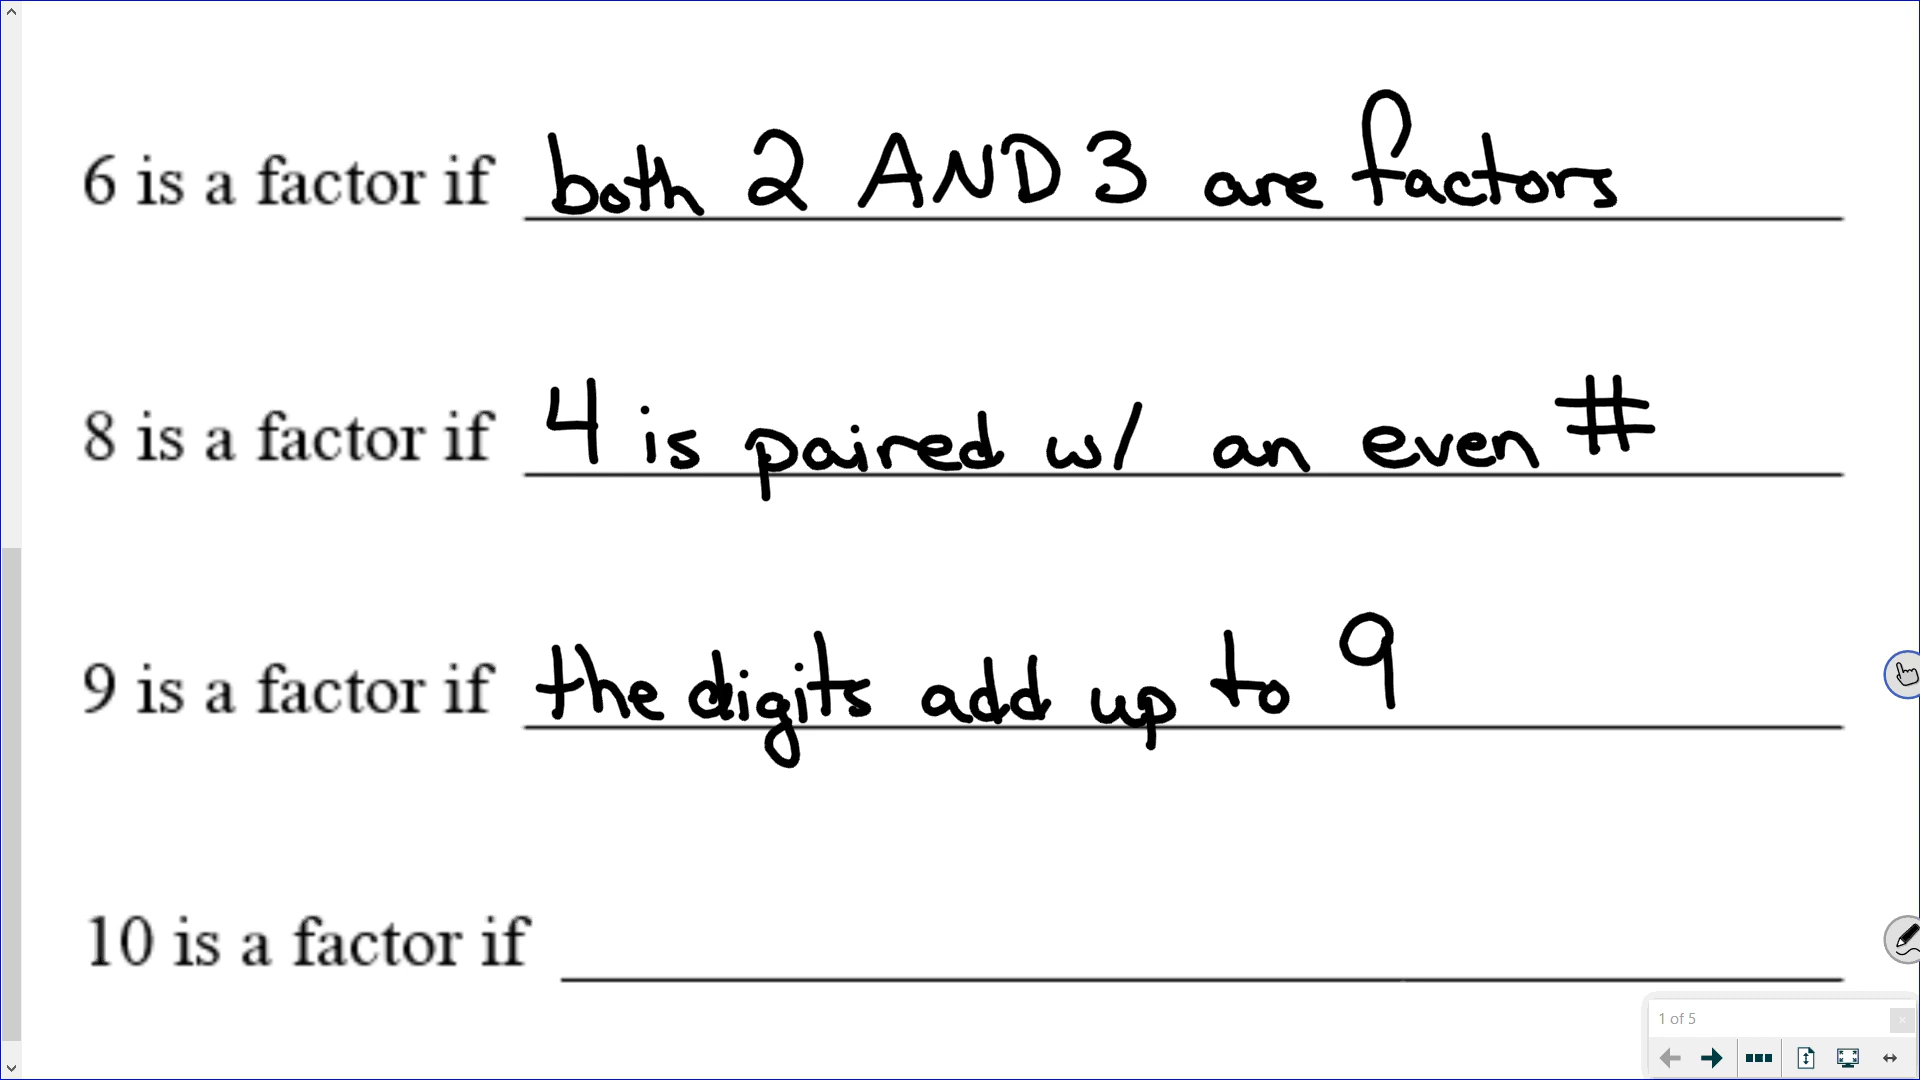 6 is a factor if both 2 AND 3 are factors
8 is a factor if 4 is paired w/ an even #
9 is a factor if the digits add up to 9
10 is a factor if
1 of 5